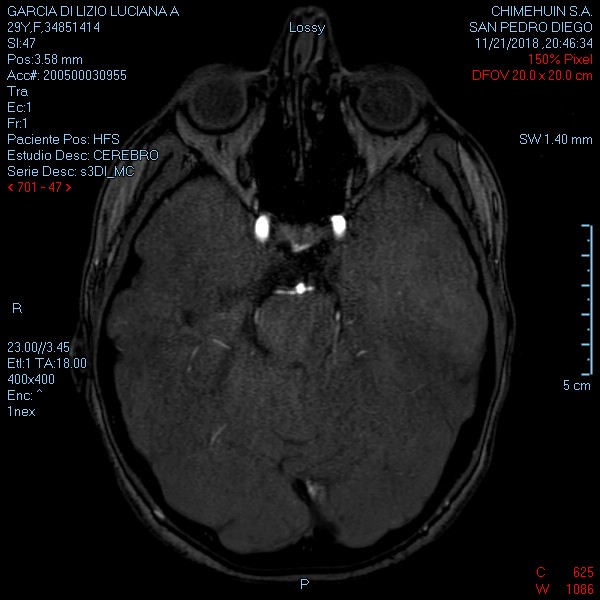 GARCIA DI LIZIO LUCIANA A
29Y,F,34851414
Sl:47
Pos:3.58 mm
Acc#: 200500030955
Tra
Ec:1
Fr:1
Paciente Pos: HFS
Estudio Desc: CEREBRO
Serie Desc: s3DI_MC
< 701 - 47 >
Lossy
CHIMEHUIN S.A.
SAN PEDRO DIEGO
11/21/2018 ,20:46:34
150% Pixel
DFOV 20.0 x 20.0 cm
SW 1.40 mm
R
23.00//3.45
Etl:1 TA:18.00
400x400
Enc: ^
1nex
5 cm
P
C 625
W 1086